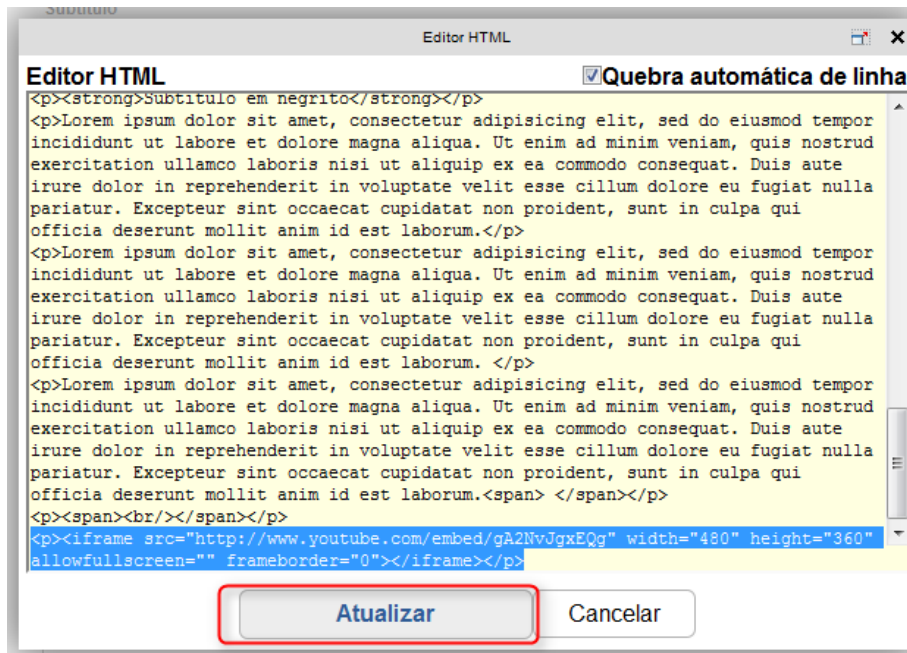 Subtítulo
Editor HTML
Editor HTML
Quebra automática de linha
<p><strong>Subtitulo em negrito</strong></p>
<p>Lorem ipsum dolor sit amet, consectetur adipisicing elit, sed do eiusmod tempor
incididunt ut labore et dolore magna aliqua. Ut enim ad minim veniam, quis nostrud
exercitation ullamco laboris nisi ut aliquip ex ea commodo consequat. Duis aute
irure dolor in reprehenderit in voluptate velit esse cillum dolore eu fugiat nulla
pariatur. Excepteur sint occaecat cupidatat non proident, sunt in culpa qui
officia deserunt mollit anim id est laborum.</p>
<p>Lorem ipsum dolor sit amet, consectetur adipisicing elit, sed do eiusmod tempor
incididunt ut labore et dolore magna aliqua. Ut enim ad minim veniam, quis nostrud
exercitation ullamco laboris nisi ut aliquip ex ea commodo consequat. Duis aute
irure dolor in reprehenderit in voluptate velit esse cillum dolore eu fugiat nulla
pariatur. Excepteur sint occaecat cupidatat non proident, sunt in culpa qui
officia deserunt mollit anim id est laborum. </p>
<p>Lorem ipsum dolor sit amet, consectetur adipisicing elit, sed do eiusmod tempor
incididunt ut labore et dolore magna aliqua. Ut enim ad minim veniam, quis nostrud
exercitation ullamco laboris nisi ut aliquip ex ea commodo consequat. Duis aute
irure dolor in reprehenderit in voluptate velit esse cillum dolore eu fugiat nulla
pariatur. Excepteur sint occaecat cupidatat non proident, sunt in culpa qui
officia deserunt mollit anim id est laborum.<span> </span></p>
<p><span><br/></span></p>
<p><iframe src="http://www.youtube.com/embed/gA2NvJgxEQg" width="480" height="360"
allowfullscreen="" frameborder="0"></iframe></p>
Atualizar
Cancelar